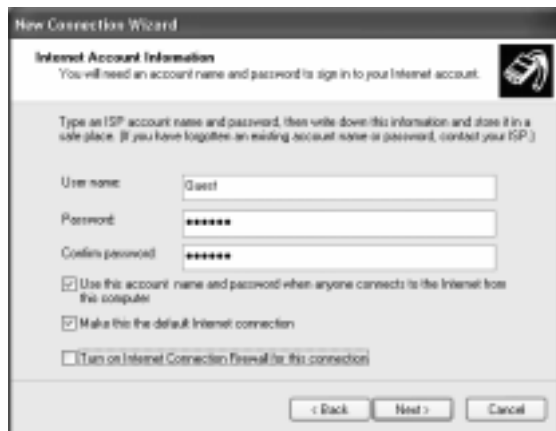 New Connection Wizard
Internet Account Information
You will need an account name and password to sign in to your Internet account.
Type an ISP account name and password, then write down this information and store it in a
safe place. (If you have forgotten an existing account name or password, contact your ISP.)
User name:
Guest
Password:
••••••
Confirm password:
••••••
Use this account name and password when anyone connects to the Internet from
this computer
Make this the default Internet connection
Turn on Internet Connection Firewall for this connection
< Back
Next >
Cancel